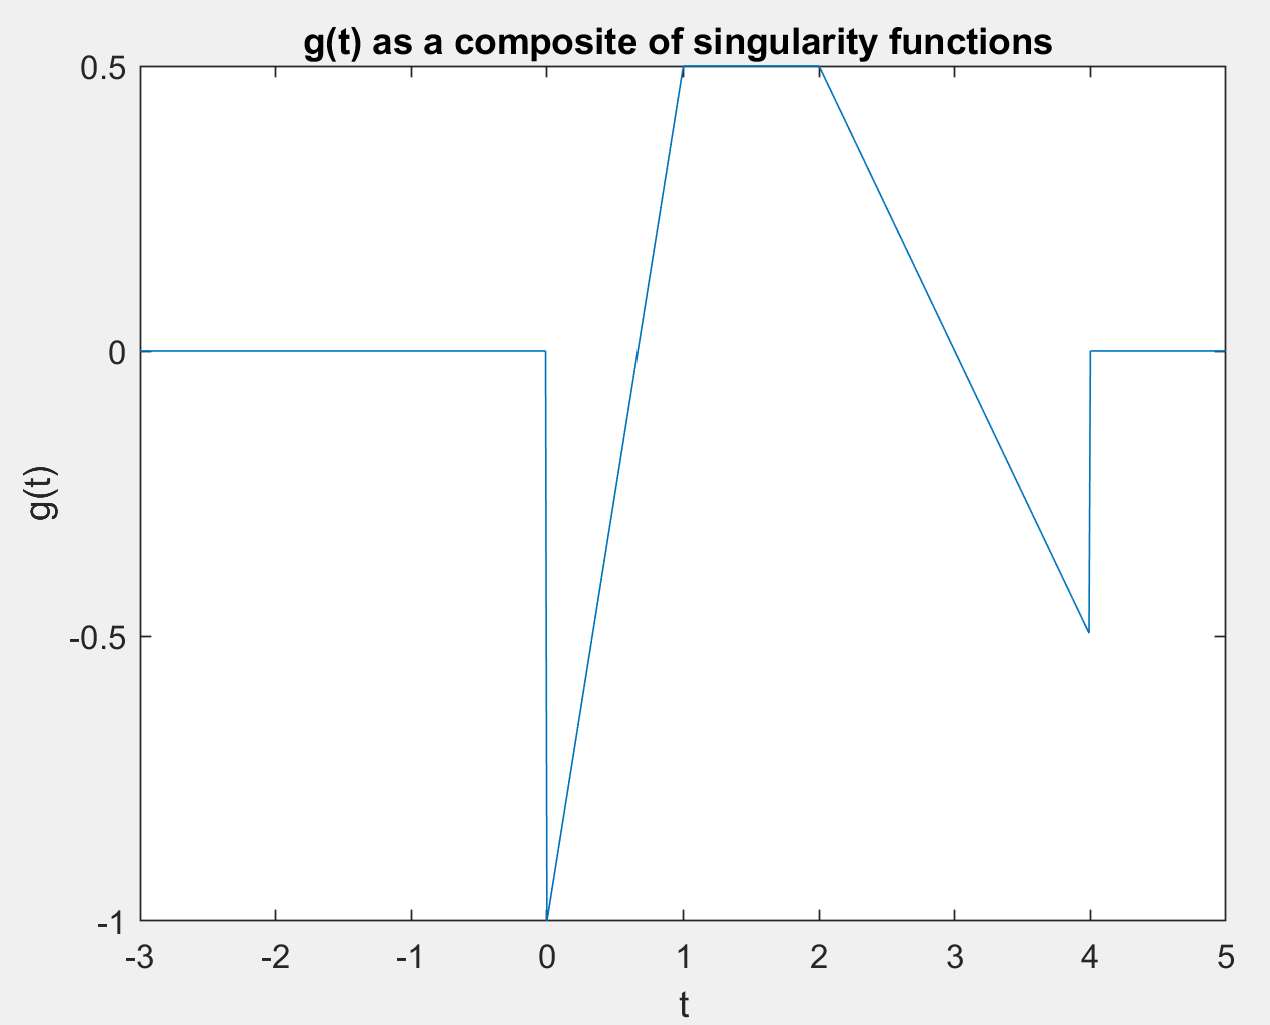 g(t) as a composite of singularity functions
0.5
0
-0.5
-1
g(t)
-3 -2 -1 0 1 2 3 4 5
t